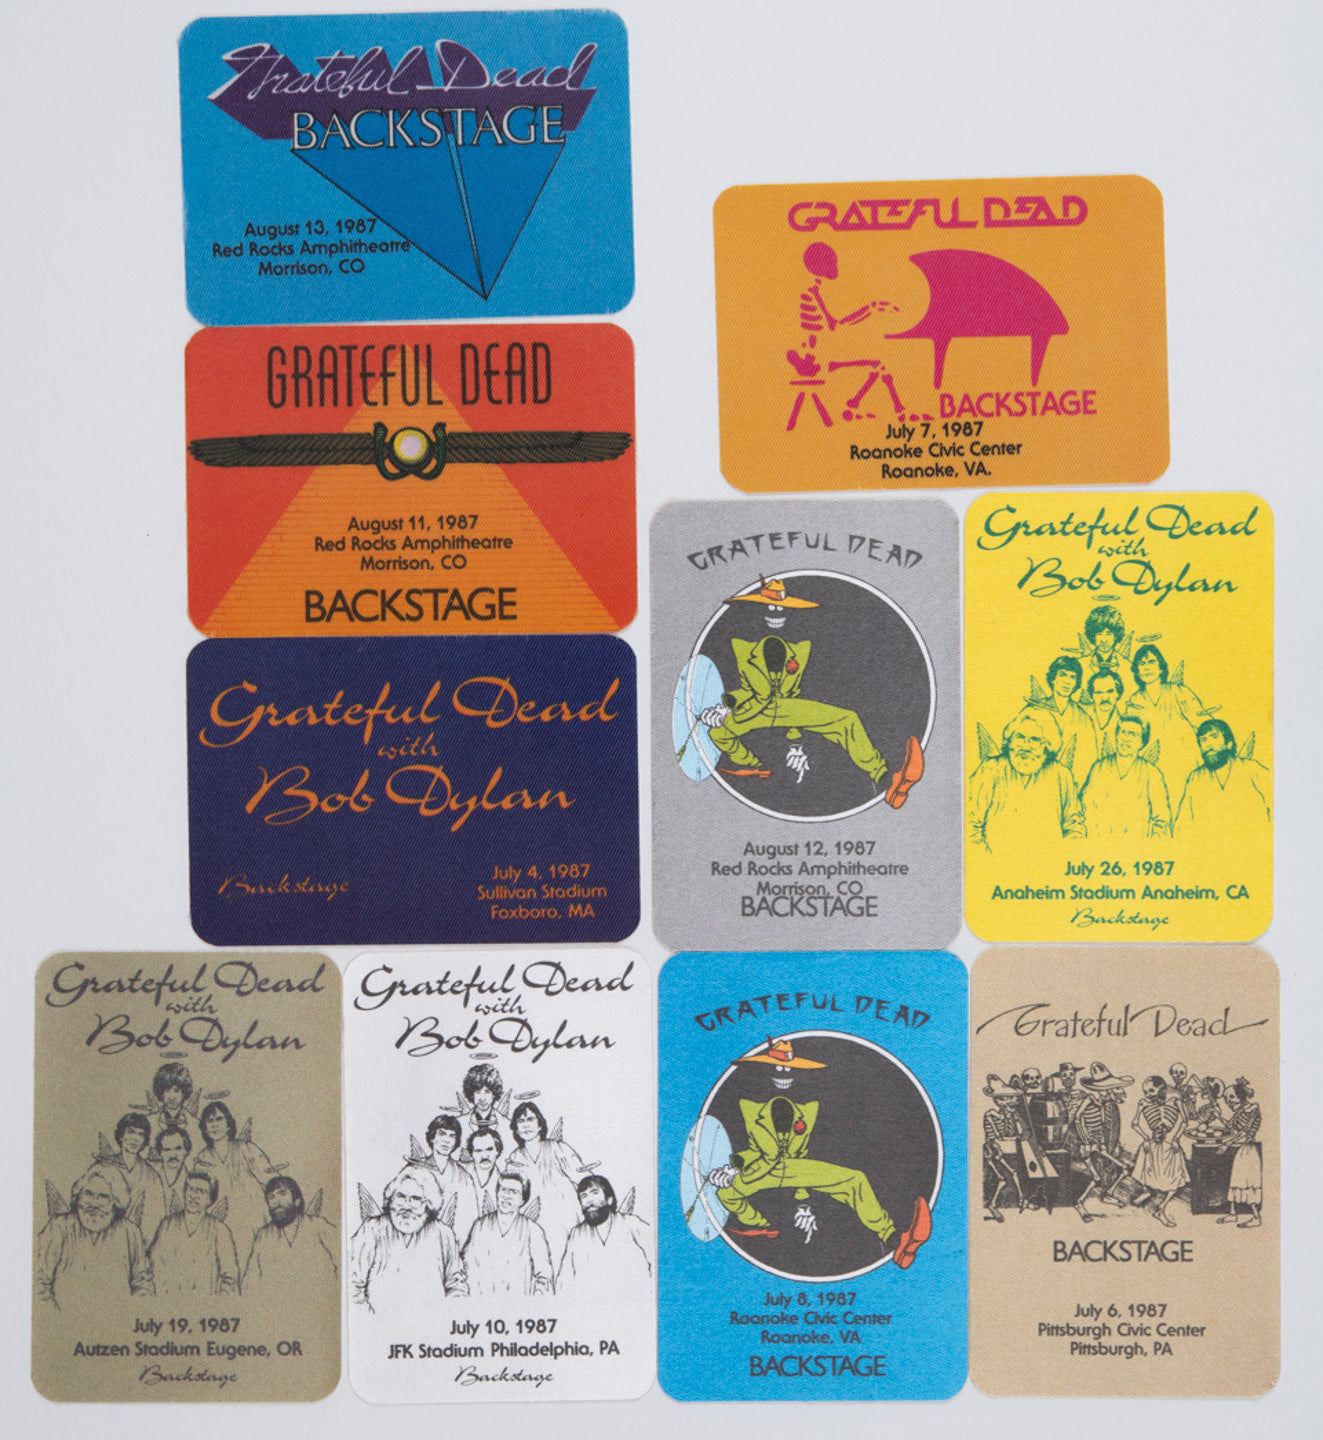 Grateful Dead
BACKSTAGE
August 13, 1987
Red Rocks Amphitheatre
Morrison, CO
GRATEFUL DEAD
BACKSTAGE
July 7, 1987
Roanoke Civic Center
Roanoke, VA.
GRATEFUL DEAD
August 11, 1987
Red Rocks Amphitheatre
Morrison, CO
BACKSTAGE
Grateful Dead
with
Bob Dylan
Backstage
July 4, 1987
Sullivan Stadium
Foxboro, MA
GRATEFUL DEAD
August 12, 1987
Red Rocks Amphitheatre
Morrison, CO
BACKSTAGE
Grateful Dead
with
Bob Dylan
July 26, 1987
Anaheim Stadium Anaheim, CA
Backstage
Grateful Dead
with
Bob Dylan
July 19, 1987
Autzen Stadium Eugene, OR
Backstage
Grateful Dead
with
Bob Dylan
July 10, 1987
JFK Stadium Philadelphia, PA
Backstage
GRATEFUL DEAD
July 8, 1987
Roanoke Civic Center
Roanoke, VA
BACKSTAGE
Grateful Dead
BACKSTAGE
July 6, 1987
Pittsburgh Civic Center
Pittsburgh, PA